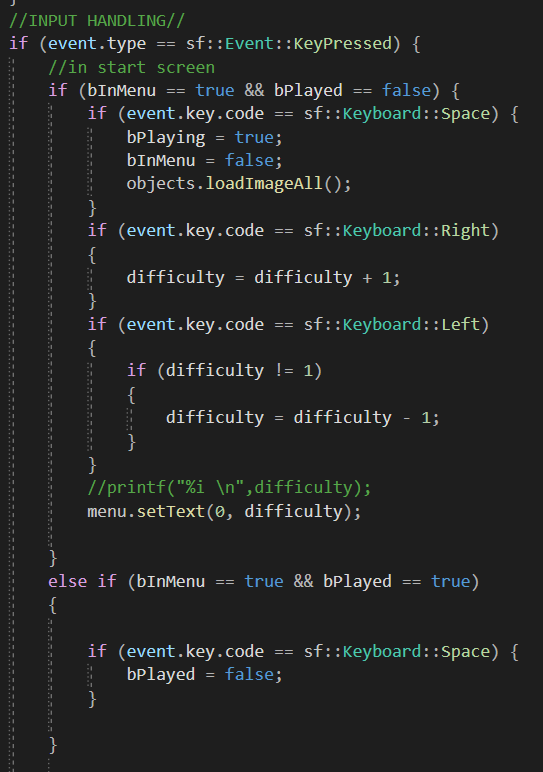 }
//INPUT HANDLING//
if (event.type == sf::Event::KeyPressed) {
    //in start screen
    if (bInMenu == true && bPlayed == false) {
        if (event.key.code == sf::Keyboard::Space) {
            bPlaying = true;
            bInMenu = false;
            objects.loadImageAll();
        }
        if (event.key.code == sf::Keyboard::Right)
        {
            difficulty = difficulty + 1;
        }
        if (event.key.code == sf::Keyboard::Left)
        {
            if (difficulty != 1)
            {
                difficulty = difficulty - 1;
            }
        }
        //printf("%i \n",difficulty);
        menu.setText(0, difficulty);
    }
    else if (bInMenu == true && bPlayed == true)
    {
        if (event.key.code == sf::Keyboard::Space) {
            bPlayed = false;
        }
    }